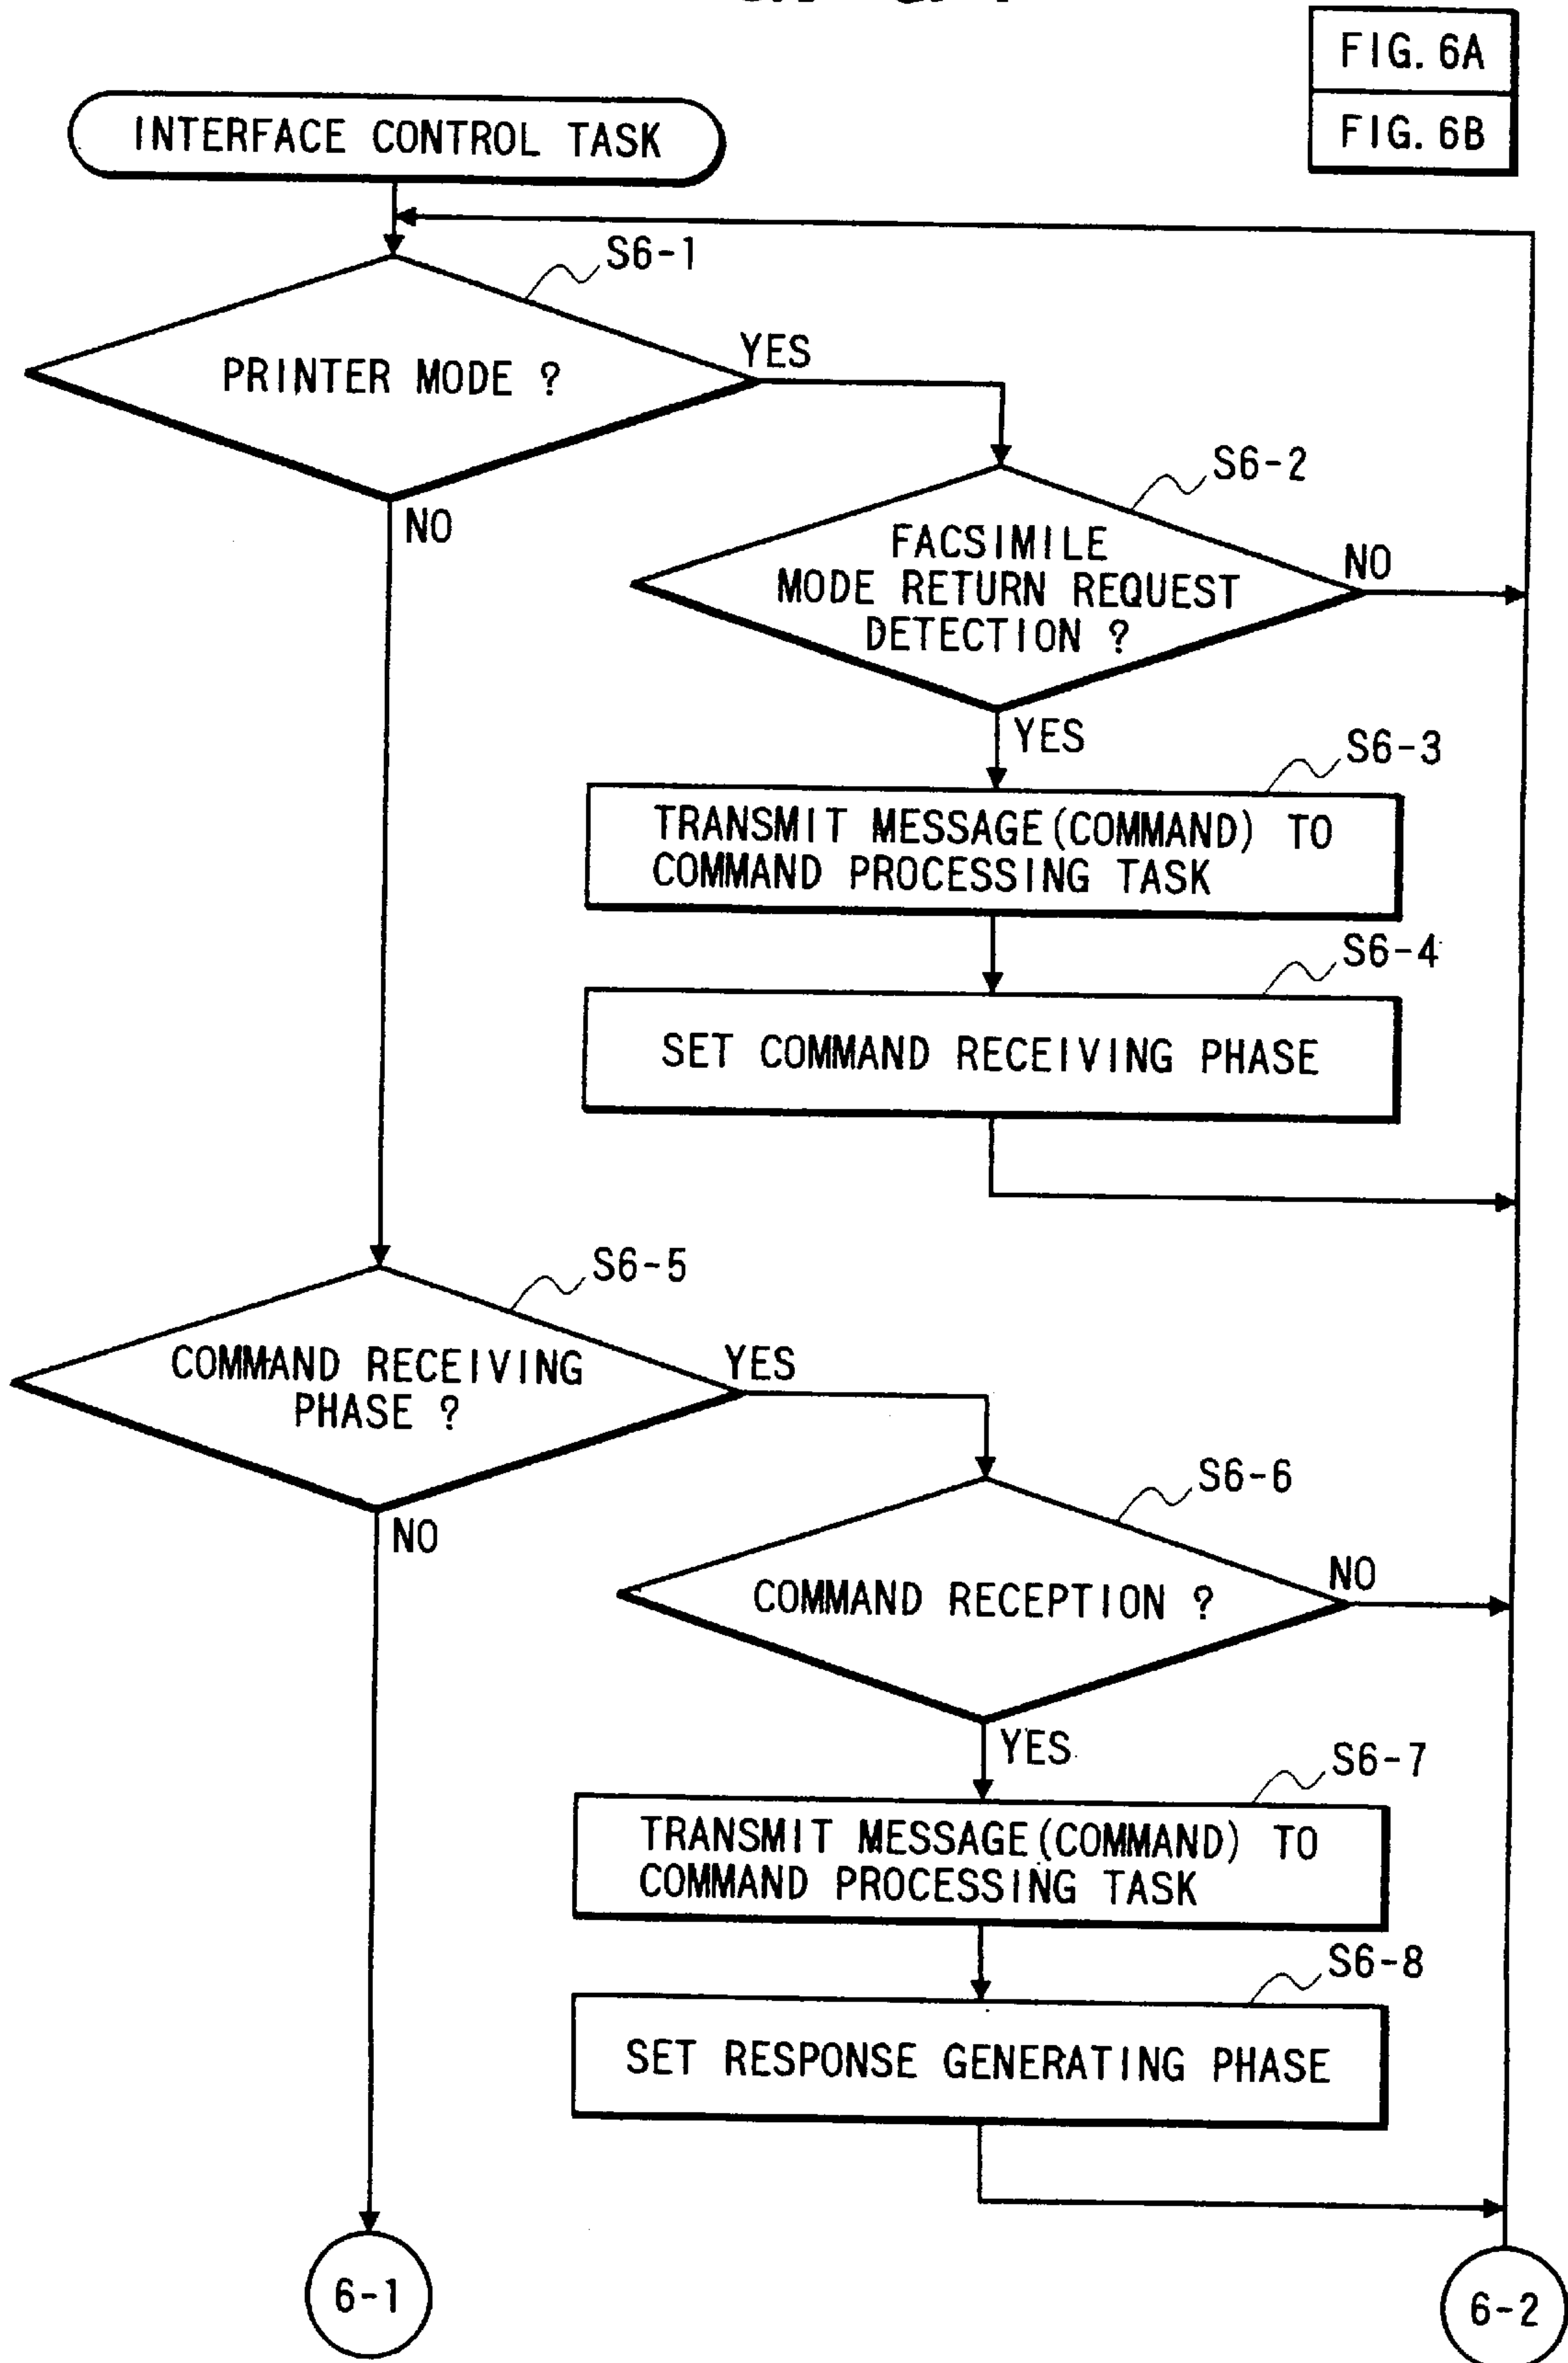 FIG. 6A
FIG. 6B
INTERFACE CONTROL TASK
S6-1
PRINTER MODE ?
YES
NO
S6-2
FACSIMILE
MODE RETURN REQUEST
DETECTION ?
NO
YES
S6-3
TRANSMIT MESSAGE(COMMAND) TO
COMMAND PROCESSING TASK
S6-4
SET COMMAND RECEIVING PHASE
S6-5
COMMAND RECEIVING
PHASE ?
YES
NO
S6-6
COMMAND RECEPTION ?
NO
YES
S6-7
TRANSMIT MESSAGE(COMMAND) TO
COMMAND PROCESSING TASK
S6-8
SET RESPONSE GENERATING PHASE
6-1
6-2